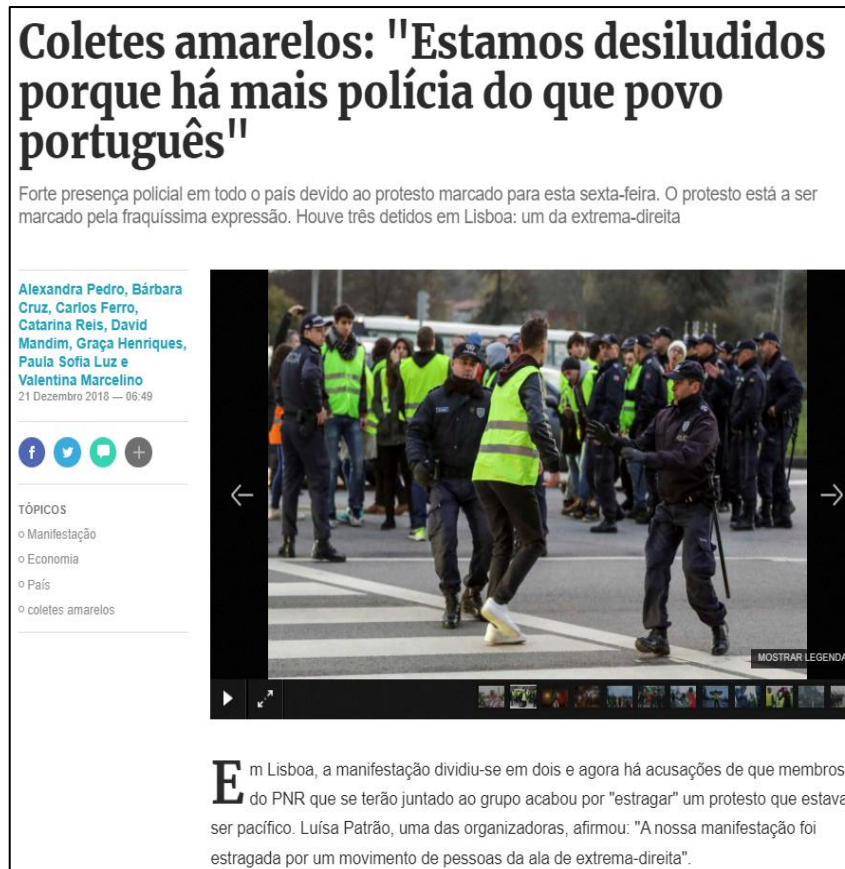 Coletes amarelos: "Estamos desiludidos
porque há mais polícia do que povo
português"
Forte presença policial em todo o país devido ao protesto marcado para esta sexta-feira. O protesto está a ser
marcado pela fraquíssima expressão. Houve três detidos em Lisboa: um da extrema-direita
Alexandra Pedro, Bárbara
Cruz, Carlos Ferro,
Catarina Reis, David
Mandim, Graça Henriques,
Paula Sofia Luz e
Valentina Marcelino
21 Dezembro 2018 — 06:49
TÓPICOS
Manifestação
Economia
País
coletes amarelos
MOSTRAR LEGENDA
Em Lisboa, a manifestação dividiu-se em dois e agora há acusações de que membros
do PNR que se terão juntado ao grupo acabou por "estragar" um protesto que estava
ser pacífico. Luísa Patrão, uma das organizadoras, afirmou: "A nossa manifestação foi
estragada por um movimento de pessoas da ala de extrema-direita".